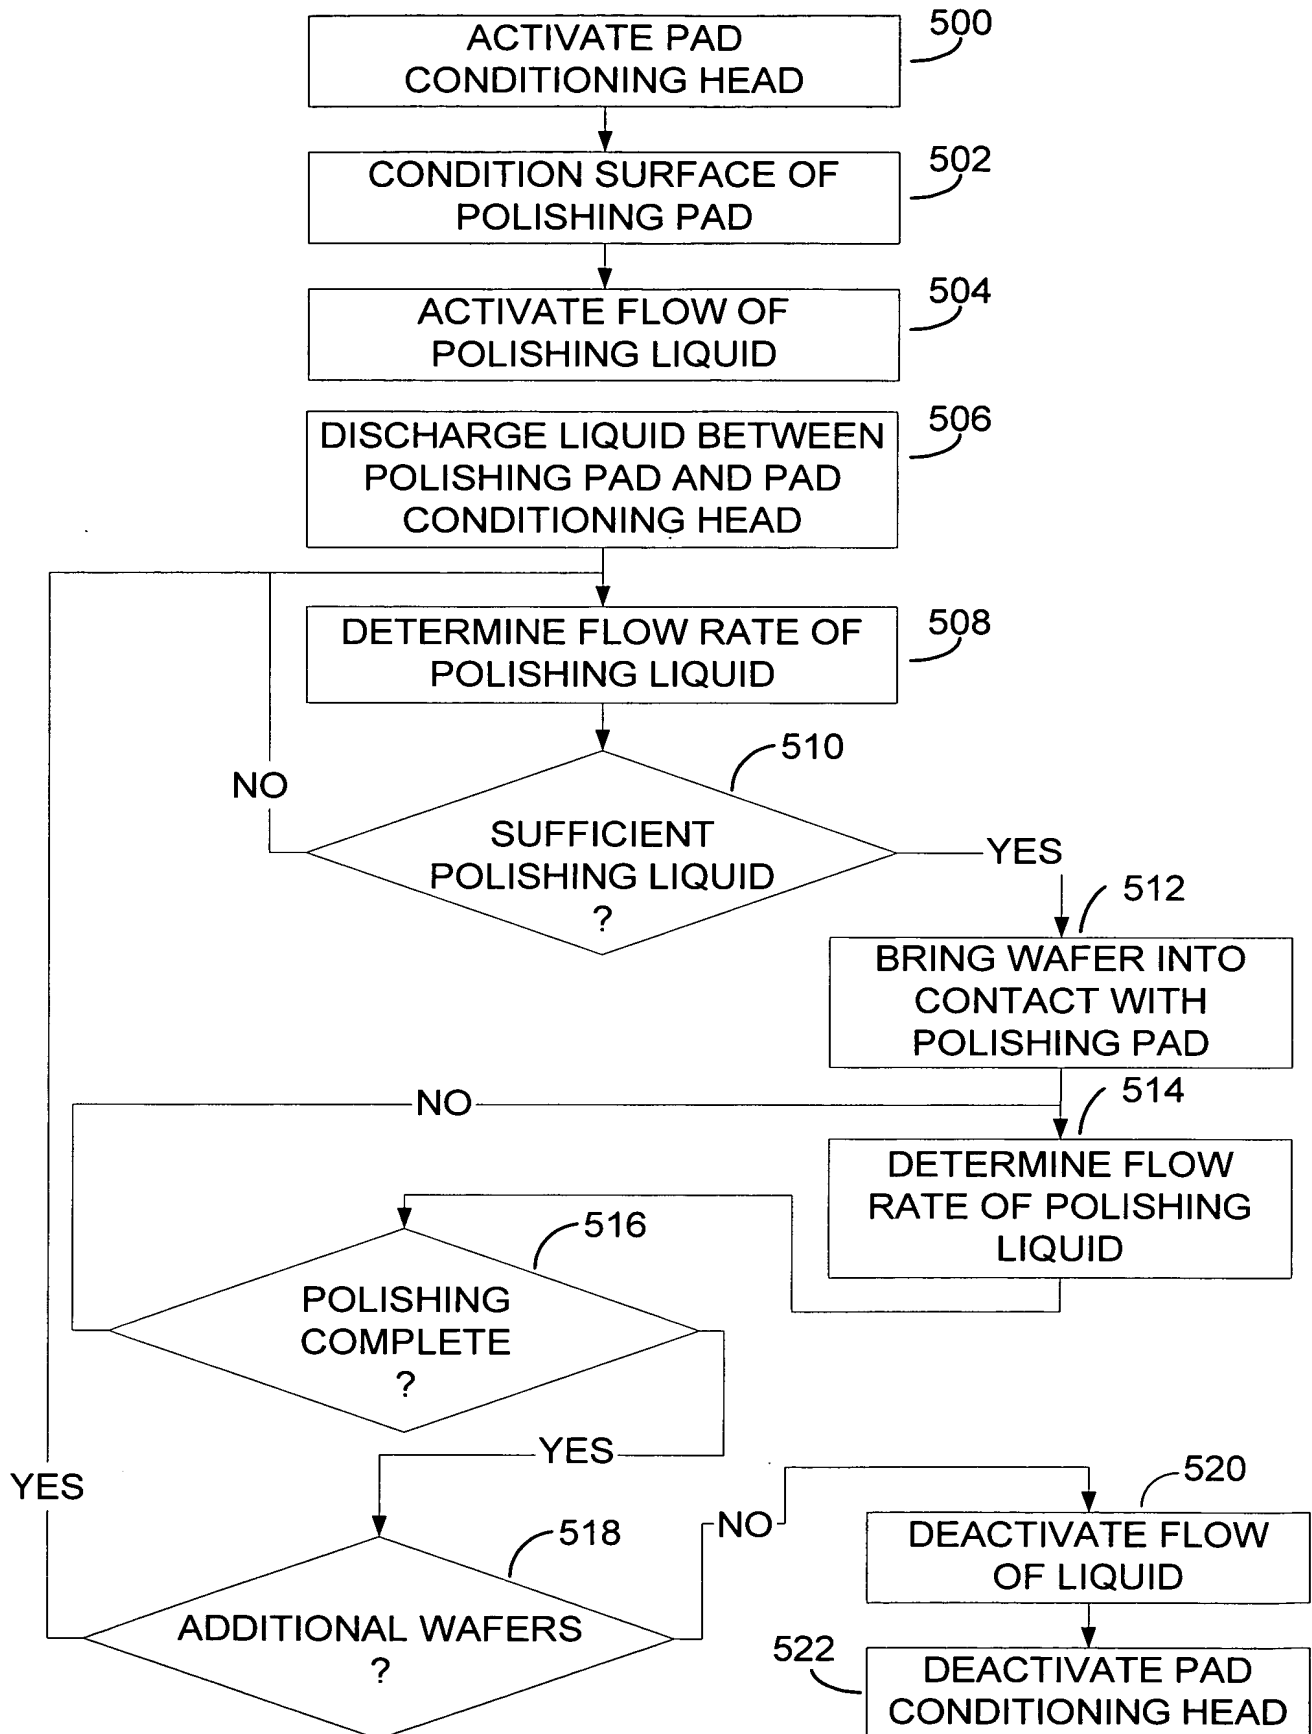 ACTIVATE PAD
CONDITIONING HEAD
500
CONDITION SURFACE OF
POLISHING PAD
502
ACTIVATE FLOW OF
POLISHING LIQUID
504
DISCHARGE LIQUID BETWEEN
POLISHING PAD AND PAD
CONDITIONING HEAD
506
DETERMINE FLOW RATE OF
POLISHING LIQUID
508
510
NO
SUFFICIENT
POLISHING LIQUID
?
YES
512
BRING WAFER INTO
CONTACT WITH
POLISHING PAD
NO
514
DETERMINE FLOW
RATE OF POLISHING
LIQUID
516
POLISHING
COMPLETE
?
YES
YES
518
ADDITIONAL WAFERS
?
NO
520
DEACTIVATE FLOW
OF LIQUID
522
DEACTIVATE PAD
CONDITIONING HEAD